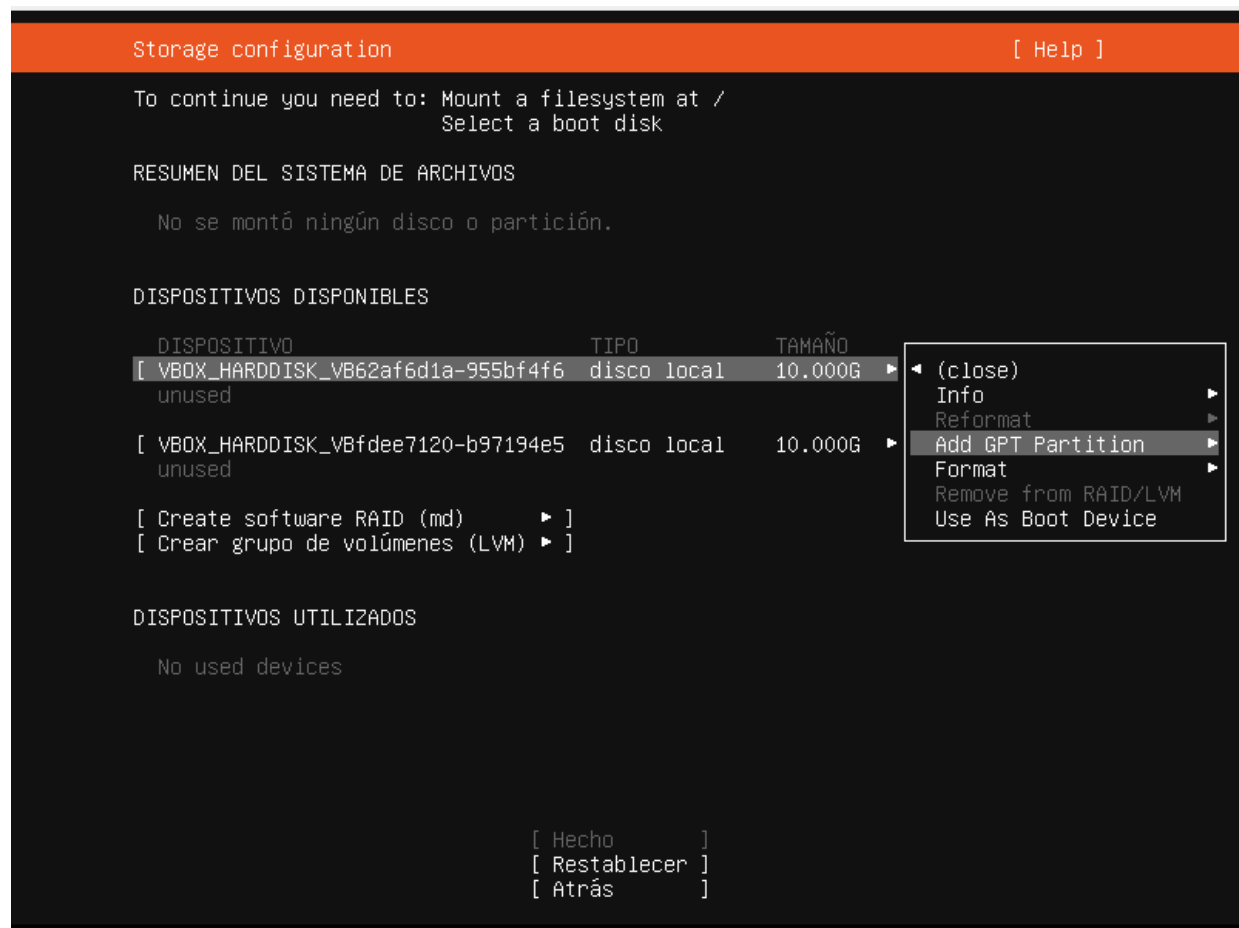 Storage configuration [ Help ]
To continue you need to: Mount a filesystem at /
Select a boot disk
RESUMEN DEL SISTEMA DE ARCHIVOS
No se montó ningún disco o partición.
DISPOSITIVOS DISPONIBLES
DISPOSITIVO TIPO TAMAÑO
[ VBOX_HARDDISK_VB62af6d1a-955bf4f6 disco local 10.000G ▸
unused
[ VBOX_HARDDISK_VBfdee7120-b97194e5 disco local 10.000G ▸
unused
[ Create software RAID (md) ▸ ]
[ Crear grupo de volúmenes (LVM) ▸ ]
◂ (close)
Info ▸
Reformat ▸
Add GPT Partition ▸
Format ▸
Remove from RAID/LVM
Use As Boot Device
DISPOSITIVOS UTILIZADOS
No used devices
[ Hecho ]
[ Restablecer ]
[ Atrás ]